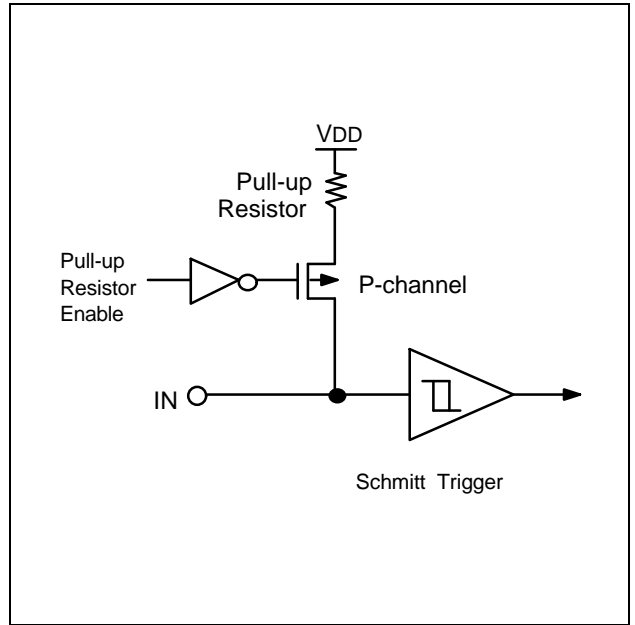 VDD
Pull-up
Resistor
Pull-up
Resistor
Enable
P-channel
IN
Schmitt Trigger